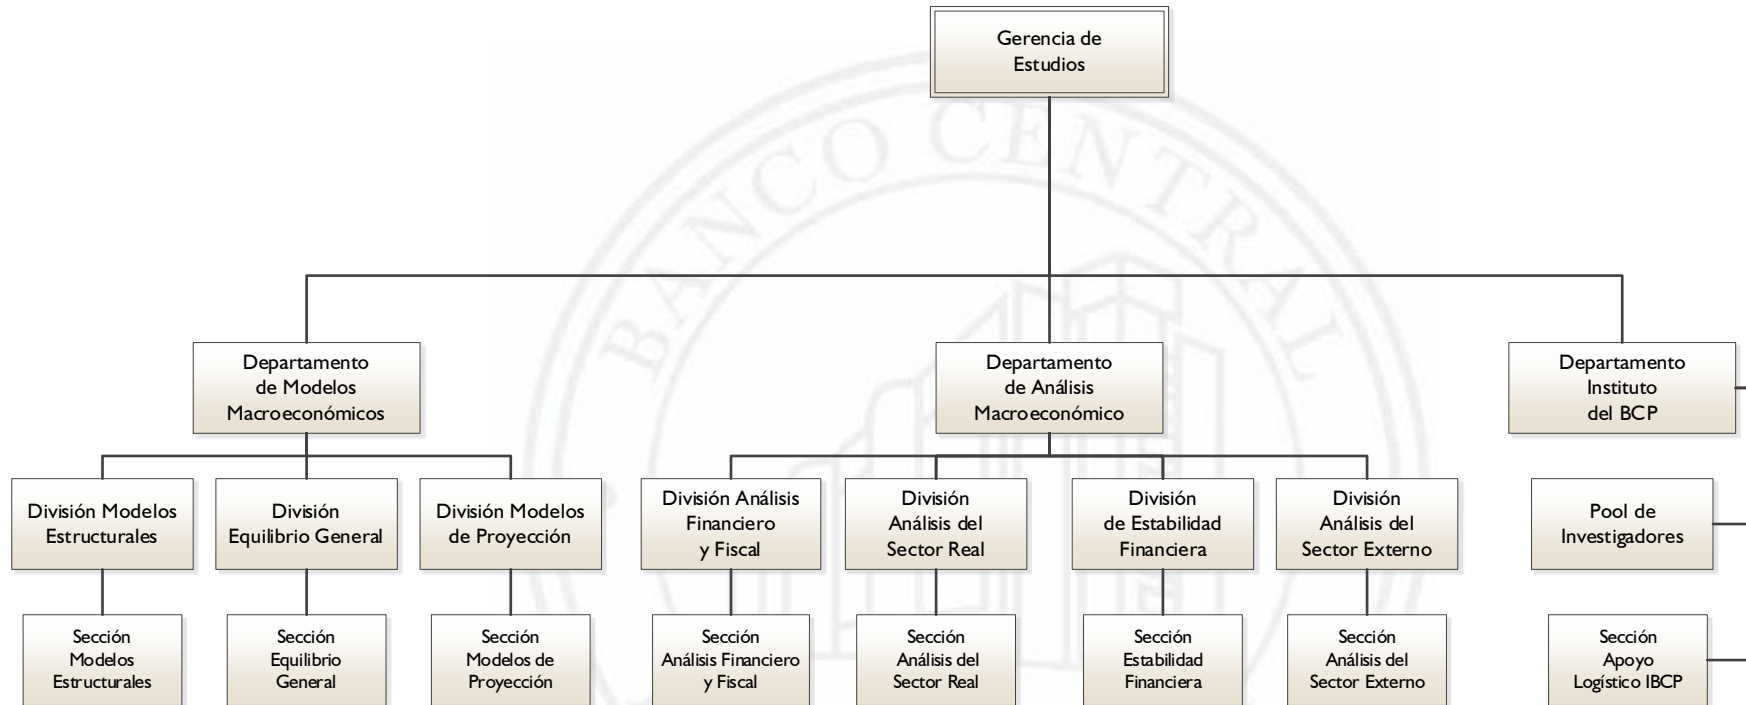 Gerencia de
Estudios
BANCO CENTRAL
Departamento
de Modelos
Macroeconómicos
Departamento
de Análisis
Macroeconómico
Departamento
Instituto
del BCP
División Modelos
Estructurales
División
Equilibrio General
División Modelos
de Proyección
División Análisis
Financiero
y Fiscal
División
Análisis del
Sector Real
División
de Estabilidad
Financiera
División
Análisis del
Sector Externo
Pool de
Investigadores
Sección
Modelos
Estructurales
Sección
Equilibrio
General
Sección
Modelos de
Proyección
Sección
Análisis Financiero
y Fiscal
Sección
Análisis del
Sector Real
Sección
Estabilidad
Financiera
Sección
Análisis del
Sector Externo
Sección
Apoyo
Logístico IBCP